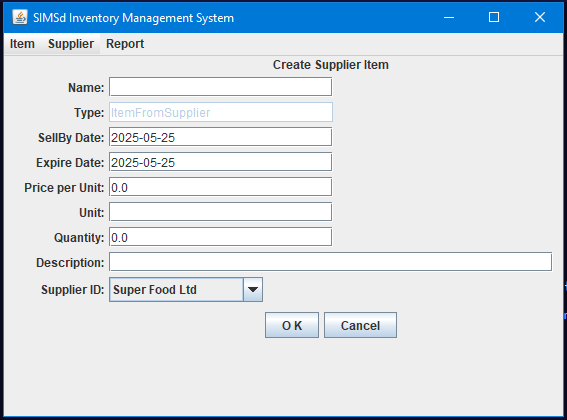 SIMSd Inventory Management System
Item Supplier Report
Create Supplier Item
Name:
Type: ItemFromSupplier
SellBy Date: 2025-05-25
Expire Date: 2025-05-25
Price per Unit: 0.0
Unit:
Quantity: 0.0
Description:
Supplier ID: Super Food Ltd
O K Cancel